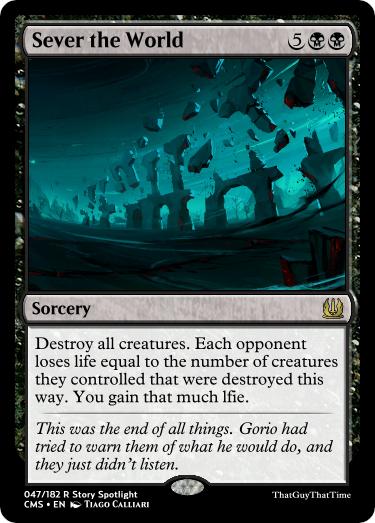 Sever the World 5
Sorcery
Destroy all creatures. Each opponent
loses life equal to the number of creatures
they controlled that were destroyed this
way. You gain that much lfie.
This was the end of all things. Gorio had
tried to warn them of what he would do, and
they just didn't listen.
047/182 R Story Spotlight
CMS • EN Tiago Calliari
ThatGuyThatTime